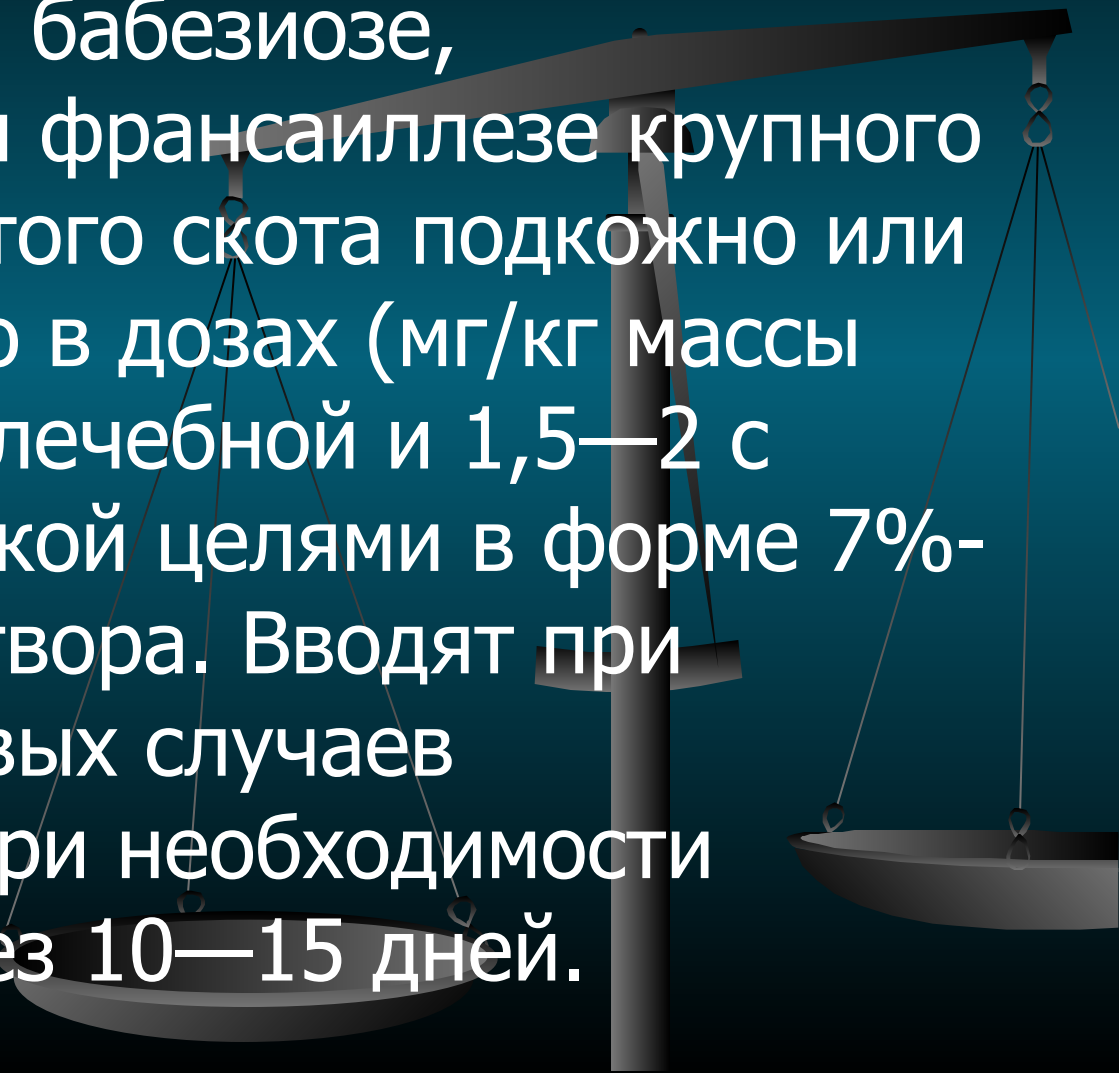 бабезиозе,
и франсаиллезе крупного
того скота подкожно или
о в дозах (мг/кг массы
лечебной и 1,5—2 с
кой целями в форме 7%-
твора. Вводят при
вых случаев
ри необходимости
ез 10—15 дней.